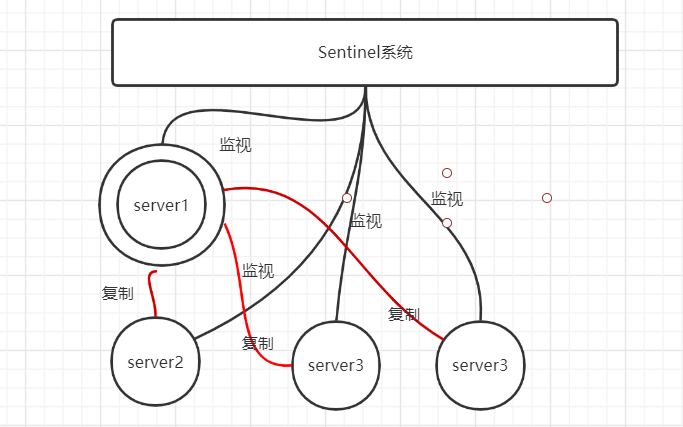 Sentinel系统
监视
server1
监视
监视
监视
复制
复制
复制
server2
server3
server3